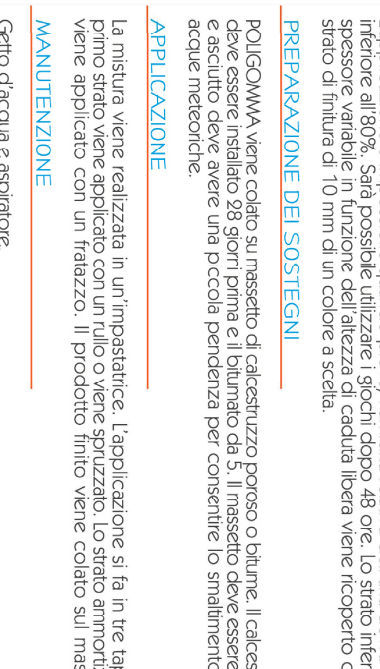 inferiore all'80%. Sarà possibile utilizzare i giochi dopo 48 ore. Lo strato
spessore variabile in funzione dell'altezza di caduta libera viene ricoperto
strato di finitura di 10 mm di un colore a scelta.
PREPARAZIONE DEI SOSTEGNI
POLIGOMMA viene colato su massetto di calcestruzzo poroso o bitume. Il
deve essere installato 28 giorni prima e il bitumato da 5. Il massetto deve essere
e asciutto deve avere una piccola pendenza per consentire lo smaltimento
acque meteoriche.
APPLICAZIONE
La mistura viene realizzata in un'impastatrice. L'applicazione si fa in tre
primo strato viene applicato con un rullo o viene spruzzato. Lo strato
viene applicato con un fratazzo. Il prodotto finito viene colato sul
MANUTENZIONE
Getto d'acqua e aspiratore.